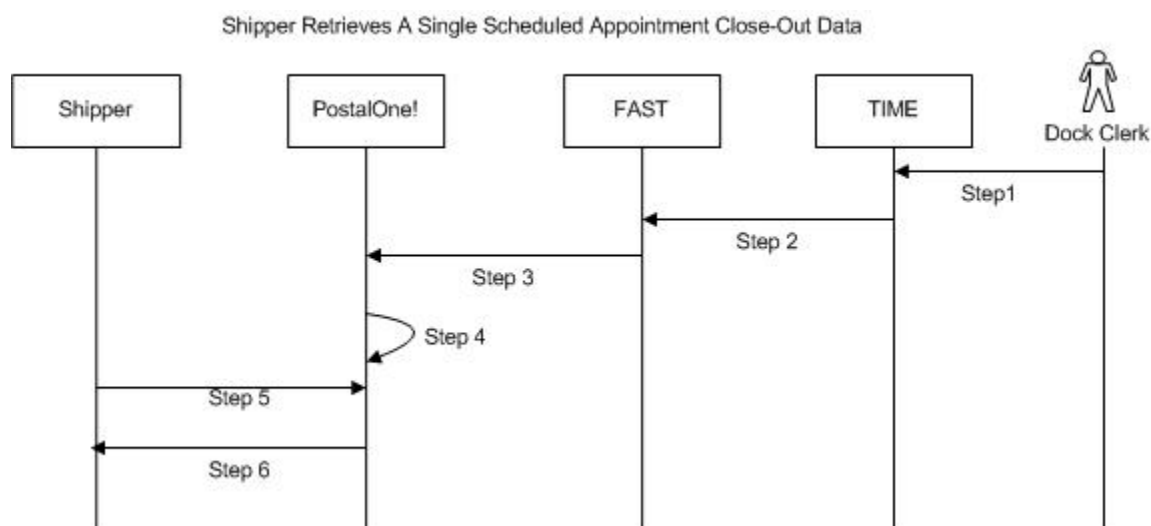 Shipper Retrieves A Single Scheduled Appointment Close-Out Data
Shipper
PostalOne!
FAST
TIME
Dock Clerk
Step1
Step 2
Step 3
Step 4
Step 5
Step 6